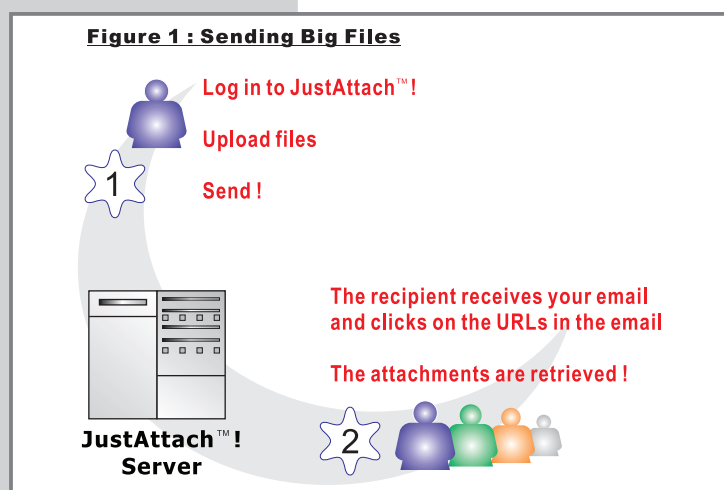 Figure 1 : Sending Big Files
Log in to JustAttach™!
Upload files
Send !
1
The recipient receives your email
and clicks on the URLs in the email
The attachments are retrieved !
JustAttach™!
Server
2